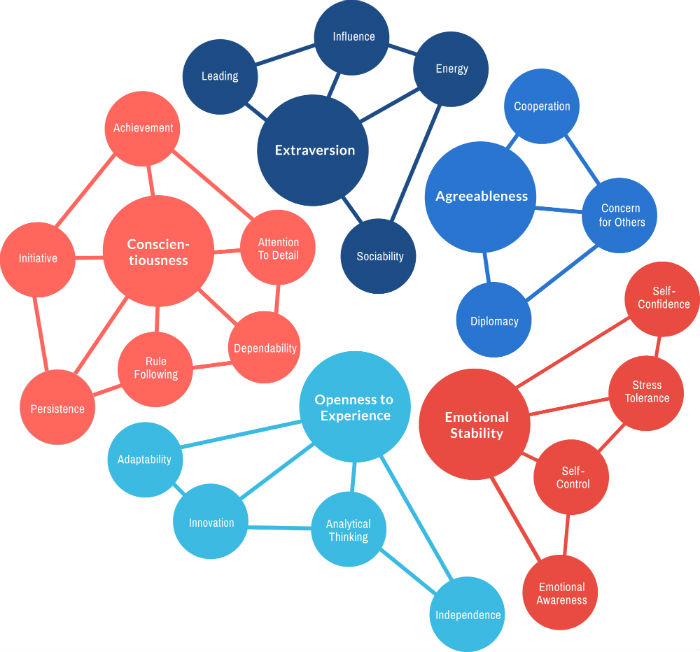 Influence
Leading
Energy
Extraversion
Sociability
Cooperation
Agreeableness
Concern
for Others
Diplomacy
Achievement
Initiative
Conscien-
tiousness
Attention
To Detail
Dependability
Rule
Following
Persistence
Openness to
Experience
Adaptability
Innovation
Analytical
Thinking
Independence
Self-
Confidence
Stress
Tolerance
Emotional
Stability
Self-
Control
Emotional
Awareness